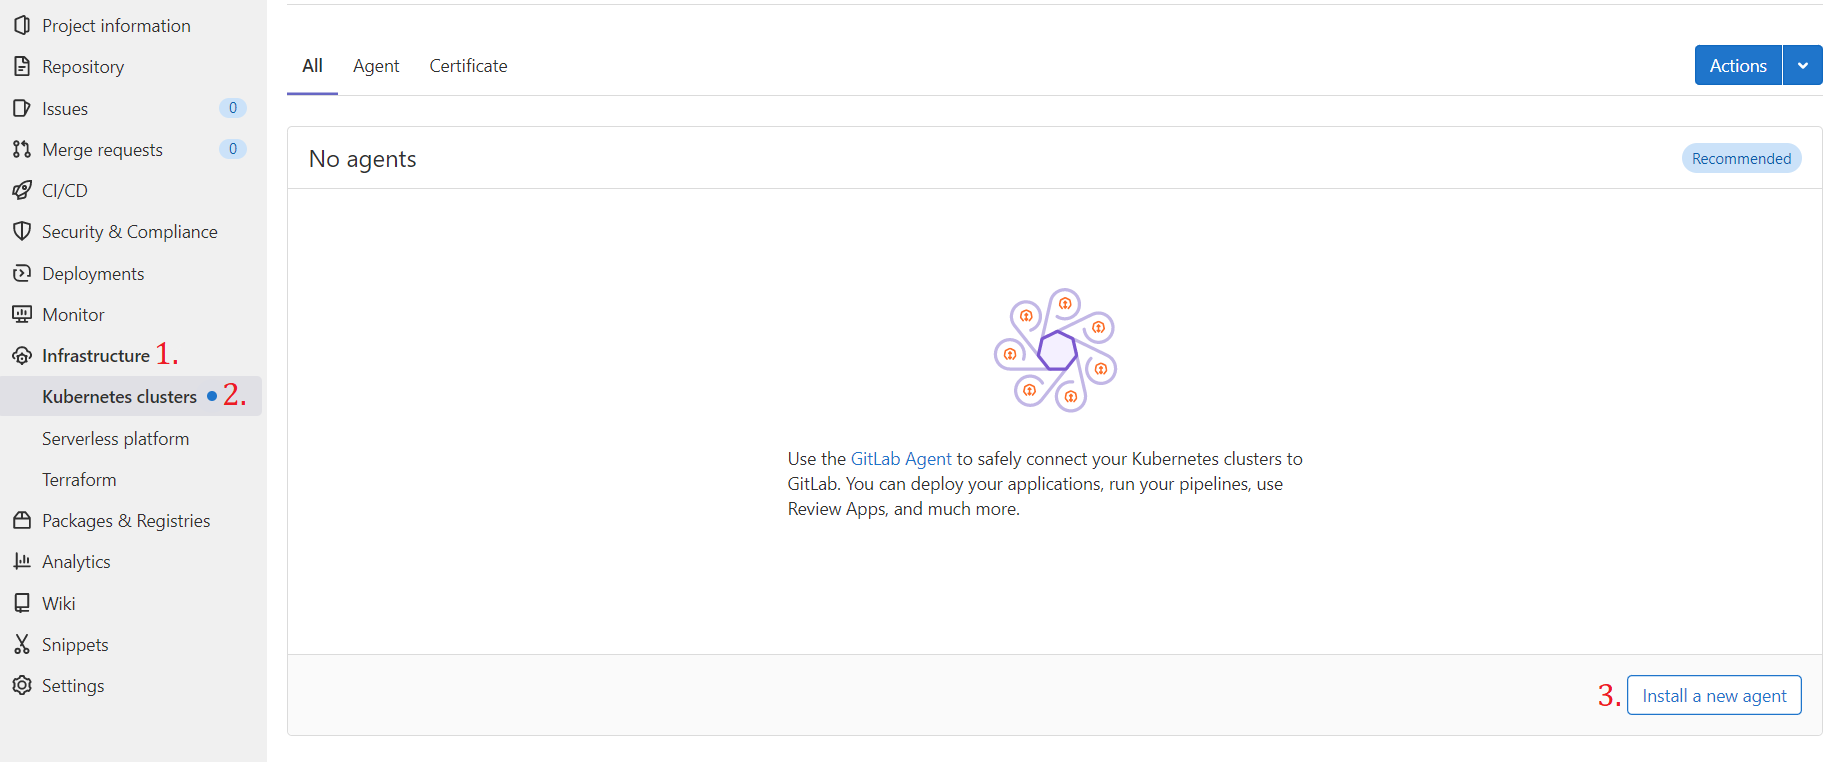 Project information
Repository
Issues 0
Merge requests 0
CI/CD
Security & Compliance
Deployments
Monitor
Infrastructure 1.
Kubernetes clusters 2.
Serverless platform
Terraform
Packages & Registries
Analytics
Wiki
Snippets
Settings
All Agent Certificate
Actions
No agents
Recommended
Use the GitLab Agent to safely connect your Kubernetes clusters to
GitLab. You can deploy your applications, run your pipelines, use
Review Apps, and much more.
3. Install a new agent